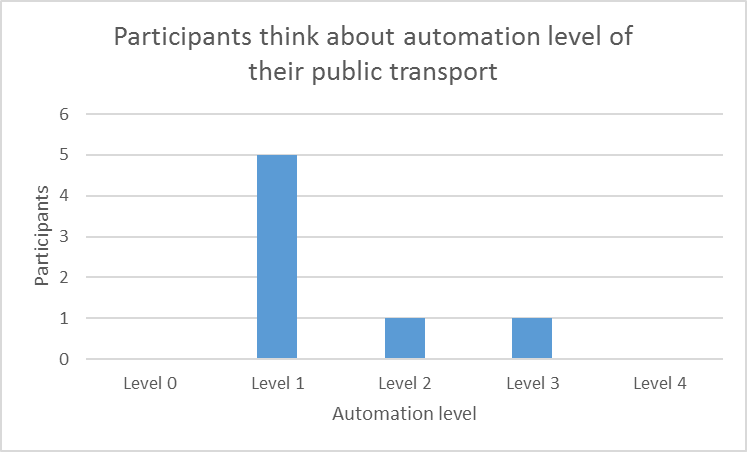 Participants think about automation level of
their public transport
6
5
4
3
2
1
0
Participants
Level 0 Level 1 Level 2 Level 3 Level 4
Automation level